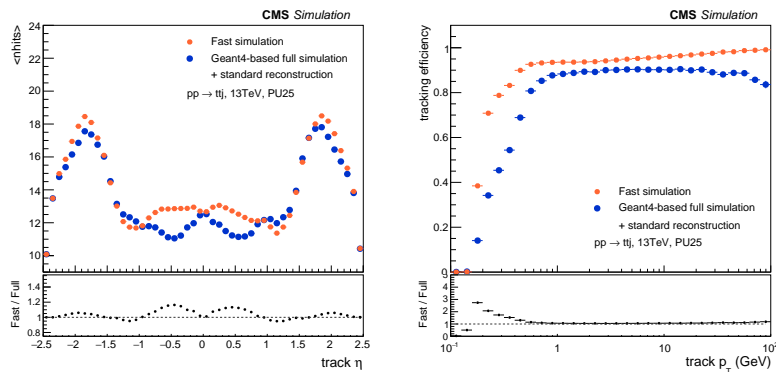 CMS Simulation
<nhits>
24
22
20
18
16
14
12
10
Fast simulation
Geant4-based full simulation
+ standard reconstruction
pp → ttj, 13TeV, PU25
Fast / Full
1.4
1.2
1
0.8
−2.5 −2 −1.5 −1 −0.5 0 0.5 1 1.5 2 2.5
track η
CMS Simulation
tracking efficiency
1
0.8
0.6
0.4
0.2
0
Fast simulation
Geant4-based full simulation
+ standard reconstruction
pp → ttj, 13TeV, PU25
Fast / Full
5
4
3
2
1
0
10⁻¹ 1 10 10²
track p_T (GeV)